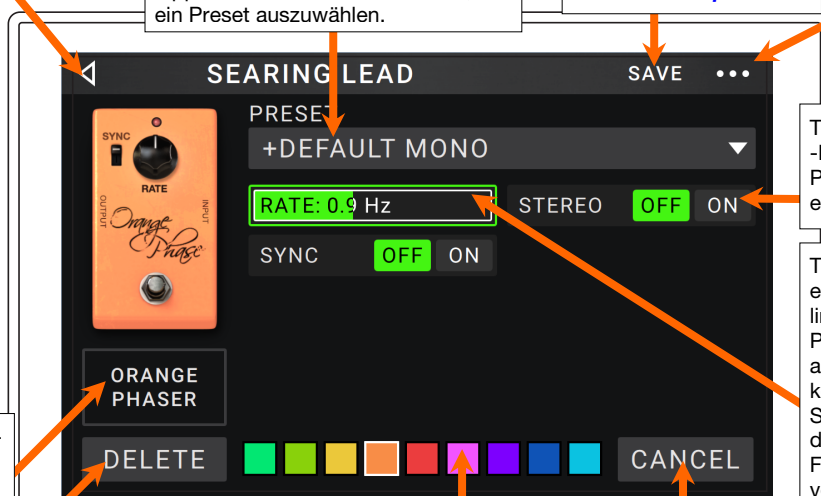 ein Preset auszuwählen.
SEARING LEAD
SAVE
PRESET
+DEFAULT MONO
SYNC
RATE
OUTPUT
INPUT
Orange
Phase
RATE: 0.9 Hz
STEREO
OFF
ON
SYNC
OFF
ON
ORANGE
PHASER
DELETE
CANCEL